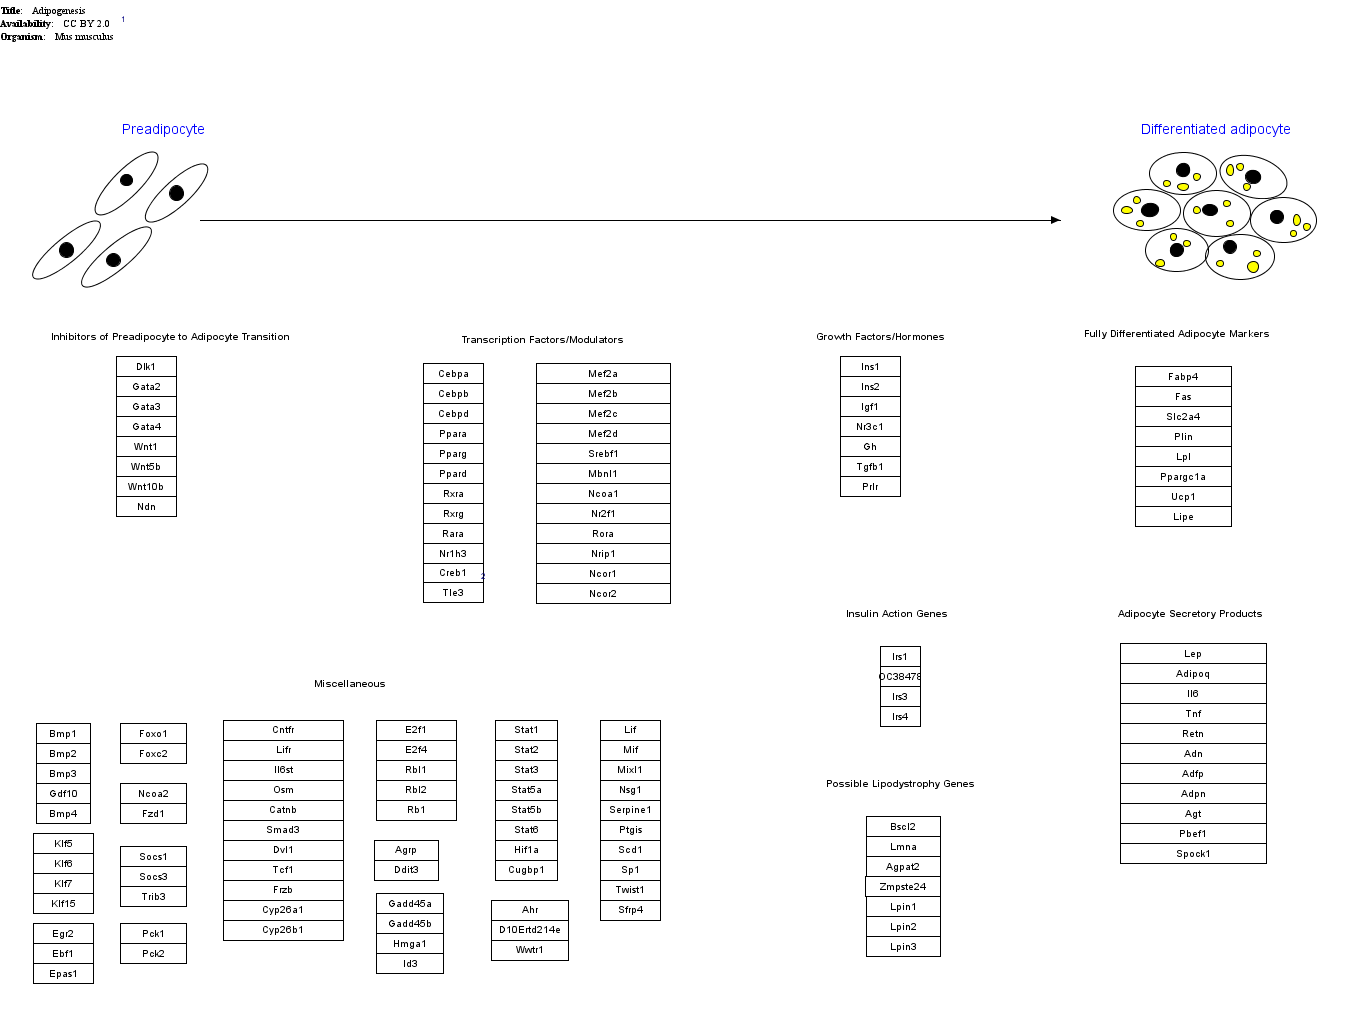 Title: Adipogenesis
Availability: CC BY 2.0 1
Organism: Mus musculus
Preadipocyte
Differentiated adipocyte
Inhibitors of Preadipocyte to Adipocyte Transition
Dlk1
Gata2
Gata3
Gata4
Wnt1
Wnt5b
Wnt10b
Ndn
Transcription Factors/Modulators
Cebpa
Cebpb
Cebpd
Ppara
Pparg
Ppard
Rxra
Rxrg
Rara
Nr1h3
Creb1 2
Tle3
Mef2a
Mef2b
Mef2c
Mef2d
Srebf1
Mbnl1
Ncoa1
Nr2f1
Rora
Nrip1
Ncor1
Ncor2
Growth Factors/Hormones
Ins1
Ins2
Igf1
Nr3c1
Gh
Tgfb1
Prlr
Fully Differentiated Adipocyte Markers
Fabp4
Fas
Slc2a4
Plin
Lpl
Ppargc1a
Ucp1
Lipe
Insulin Action Genes
Irs1
OC38478
Irs3
Irs4
Adipocyte Secretory Products
Lep
Adipoq
Il6
Tnf
Retn
Adn
Adfp
Adpn
Agt
Pbef1
Spock1
Possible Lipodystrophy Genes
Bscl2
Lmna
Agpat2
Zmpste24
Lpin1
Lpin2
Lpin3
Miscellaneous
Bmp1
Bmp2
Bmp3
Gdf10
Bmp4
Klf5
Klf6
Klf7
Klf15
Egr2
Ebf1
Epas1
Foxo1
Foxc2
Ncoa2
Fzd1
Socs1
Socs3
Trib3
Pck1
Pck2
Cntfr
Lifr
Il6st
Osm
Catnb
Smad3
Dvl1
Tcf1
Frzb
Cyp26a1
Cyp26b1
E2f1
E2f4
Rbl1
Rbl2
Rb1
Agrp
Ddit3
Gadd45a
Gadd45b
Hmga1
Id3
Stat1
Stat2
Stat3
Stat5a
Stat5b
Stat6
Hif1a
Cugbp1
Ahr
D10Ertd214e
Wwtr1
Lif
Mif
Mixl1
Nsg1
Serpine1
Ptgis
Scd1
Sp1
Twist1
Sfrp4